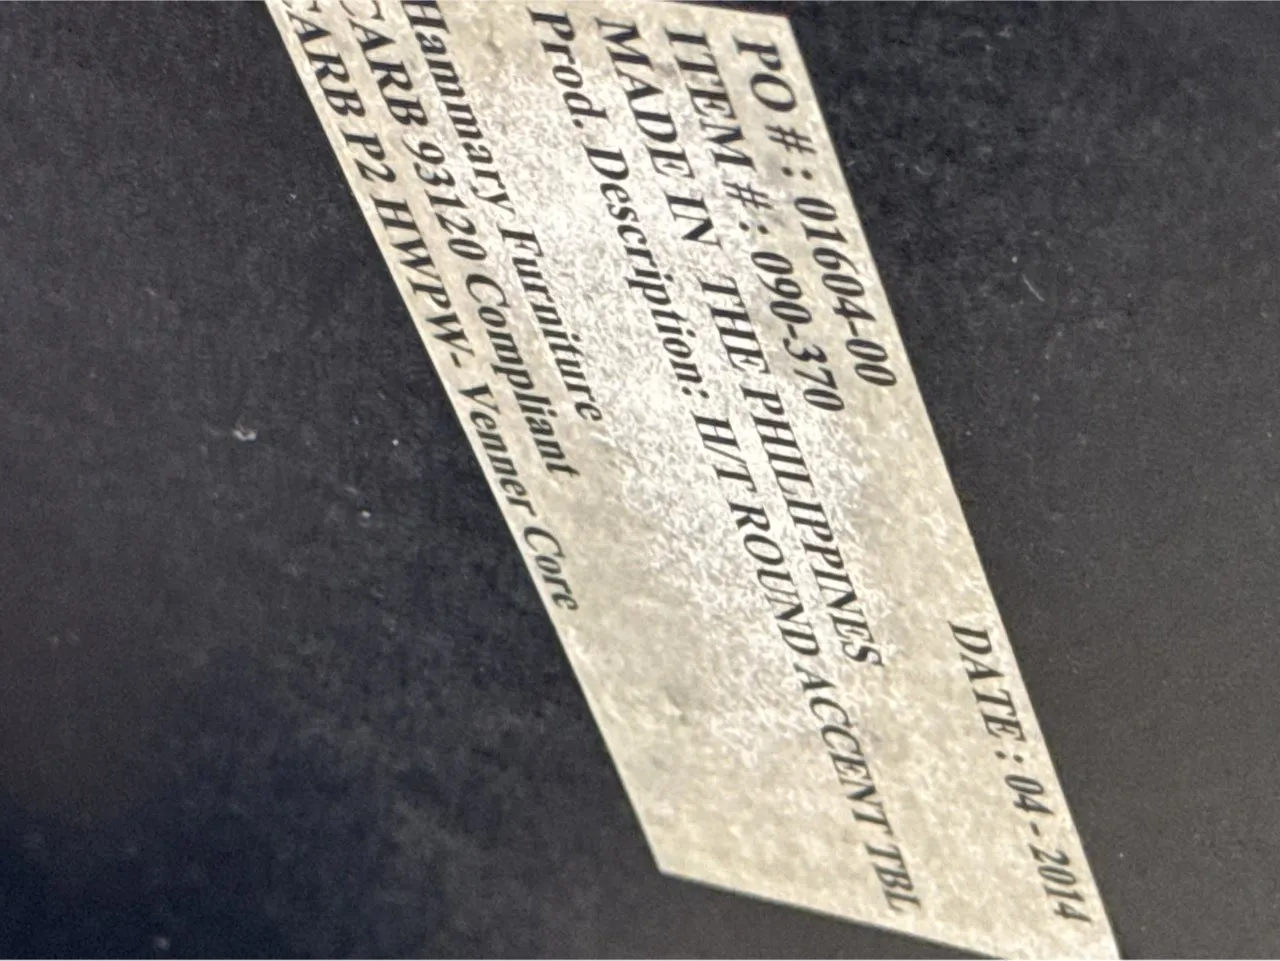 PO #: 01604-00
DATE : 04 - 2014
ITEM #: 090-370
MADE IN THE PHILIPPINES
Prod. Description: H/T ROUND ACCENT TBL
Hammary Furniture
CARB 93120 Compliant
CARB P2 HWPW- Venner Core